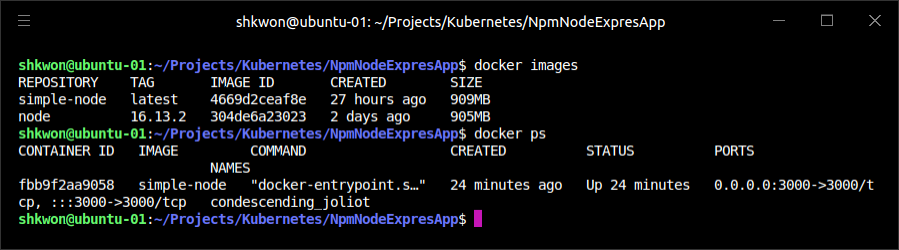 shkwon@ubuntu-01: ~/Projects/Kubernetes/NpmNodeExpresApp
shkwon@ubuntu-01:~/Projects/Kubernetes/NpmNodeExpresApp$ docker images
REPOSITORY    TAG       IMAGE ID       CREATED        SIZE
simple-node   latest    4669d2ceaf8e   27 hours ago   909MB
node          16.13.2   304de6a23023   2 days ago     905MB
shkwon@ubuntu-01:~/Projects/Kubernetes/NpmNodeExpresApp$ docker ps
CONTAINER ID   IMAGE         COMMAND                  CREATED          STATUS          PORTS
NAMES
fbb9f2aa9058   simple-node   "docker-entrypoint.s…"   24 minutes ago   Up 24 minutes   0.0.0.0:3000->3000/t
cp, :::3000->3000/tcp   condescending_joliot
shkwon@ubuntu-01:~/Projects/Kubernetes/NpmNodeExpresApp$